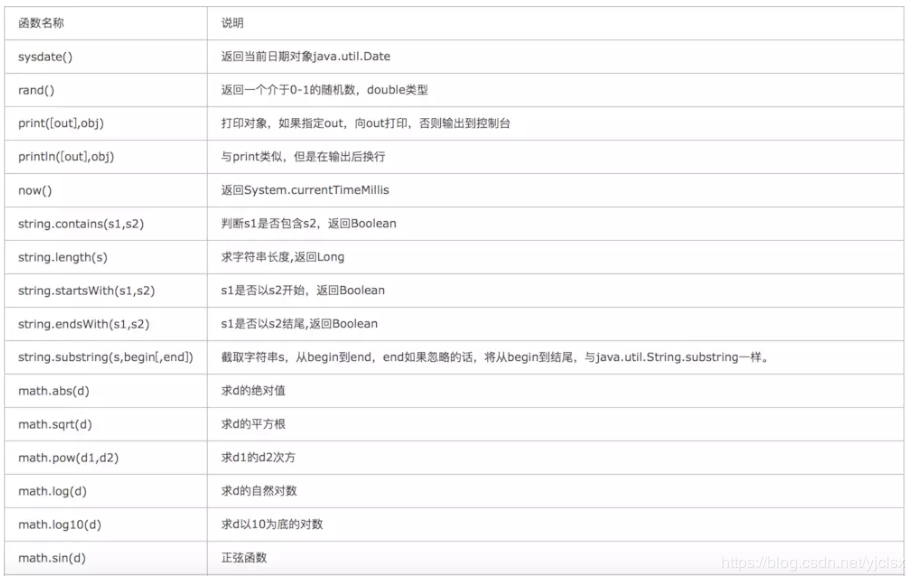 函数名称 说明
sysdate() 返回当前日期对象java.util.Date
rand() 返回一个介于0-1的随机数，double类型
print([out],obj) 打印对象，如果指定out，向out打印，否则输出到控制台
println([out],obj) 与print类似，但是在输出后换行
now() 返回System.currentTimeMillis
string.contains(s1,s2) 判断s1是否包含s2，返回Boolean
string.length(s) 求字符串长度,返回Long
string.startsWith(s1,s2) s1是否以s2开始，返回Boolean
string.endsWith(s1,s2) s1是否以s2结尾,返回Boolean
string.substring(s,begin[,end]) 截取字符串s，从begin到end，end如果忽略的话，将从begin到结尾，与java.util.String.substring一样。
math.abs(d) 求d的绝对值
math.sqrt(d) 求d的平方根
math.pow(d1,d2) 求d1的d2次方
math.log(d) 求d的自然对数
math.log10(d) 求d以10为底的对数
math.sin(d) 正弦函数
https://blog.csdn.net/yjclsx